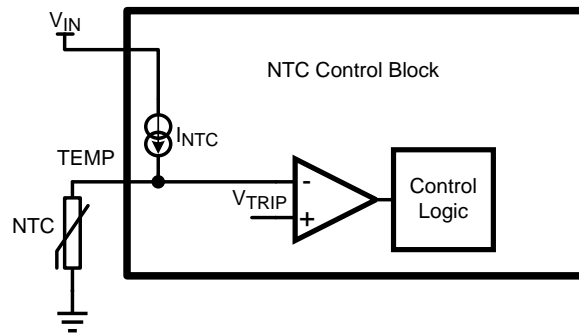 VIN
NTC Control Block
INTC
TEMP
-
VTRIP
+
Control
Logic
NTC